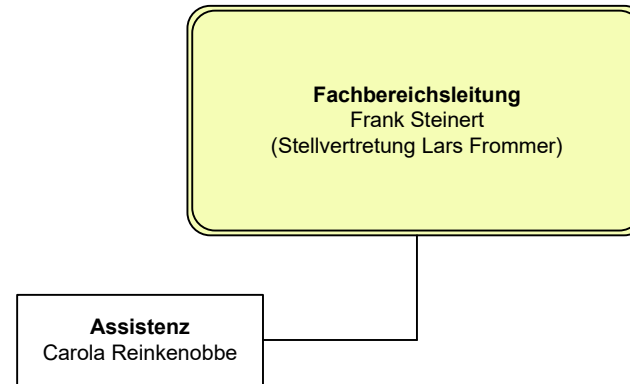 Fachbereichsleitung
Frank Steinert
(Stellvertretung Lars Frommer)
Assistenz
Carola Reinkenobbe